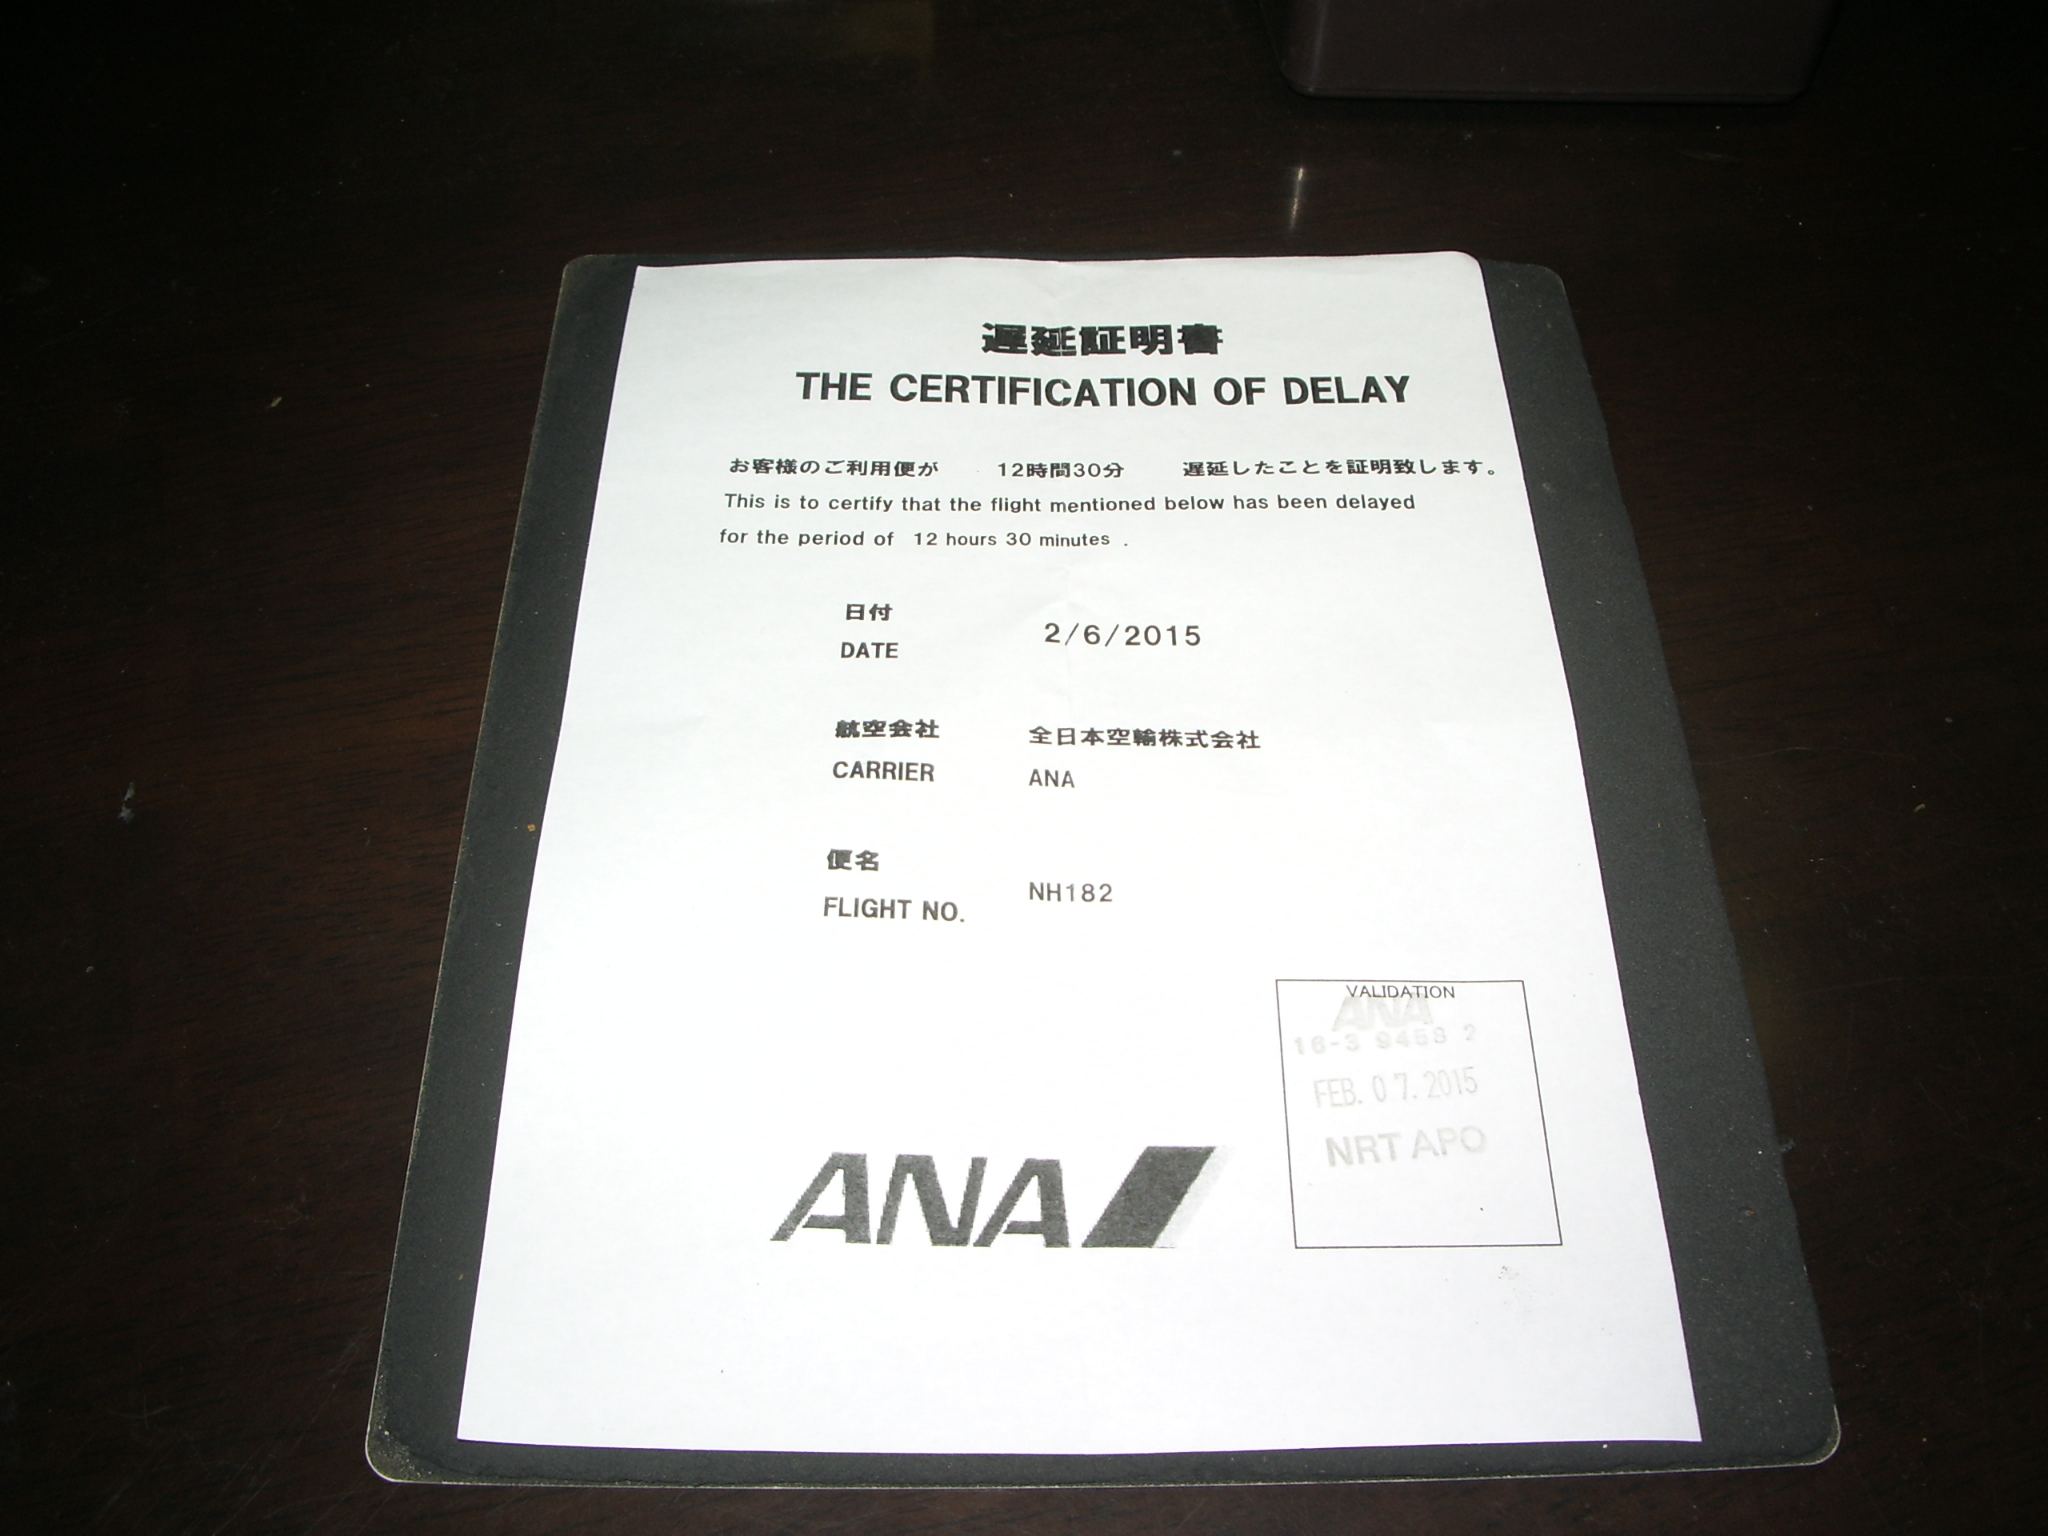 遅延証明書
THE CERTIFICATION OF DELAY
お客様のご利用便が 12時間30分 遅延したことを証明致します。
This is to certify that the flight mentioned below has been delayed
for the period of 12 hours 30 minutes .
日付
DATE
2/6/2015
航空会社
全日本空輸株式会社
CARRIER
ANA
便名
FLIGHT NO.
NH182
VALIDATION
ANA
16-3
FEB. 07. 2015
NRT APO
ANA